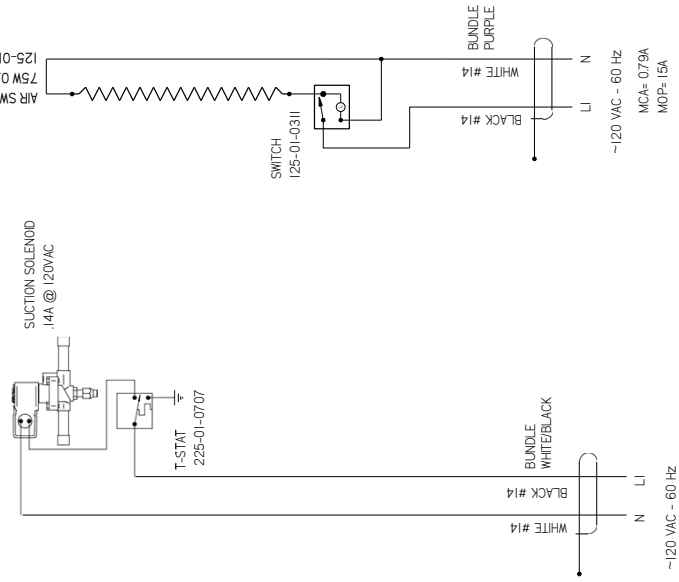 SUCTION SOLENOID
.14A @ 120VAC
T-STAT
225-01-0707
BUNDLE
WHITE/BLACK
BLACK #14
WHITE #14
N
L1
~120 VAC - 60 Hz
AIR SW
75W 0.
125-01
SWITCH
125-01-0311
L
BUNDLE
PURPLE
WHITE #14
BLACK #14
N
L1
~120 VAC - 60 Hz
MCA= 0.79A
MOP= 15A